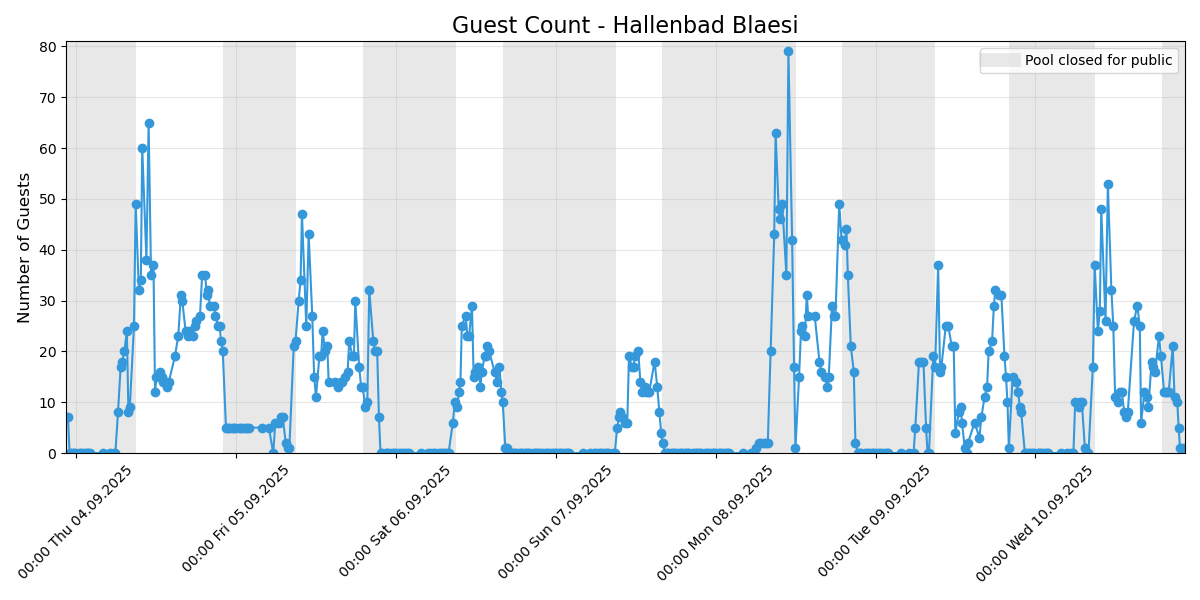 Guest Count - Hallenbad Blaesi
Pool closed for public
Number of Guests
80
70
60
50
40
30
20
10
0
00:00 Thu 04.09.2025
00:00 Fri 05.09.2025
00:00 Sat 06.09.2025
00:00 Sun 07.09.2025
00:00 Mon 08.09.2025
00:00 Tue 09.09.2025
00:00 Wed 10.09.2025